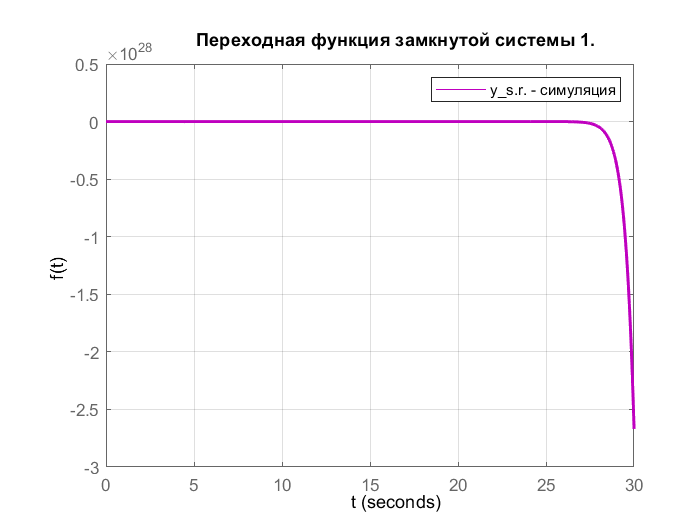 Переходная функция замкнутой системы 1.
×10^28
y_s.r. - симуляция
0.5
0
-0.5
-1
-1.5
-2
-2.5
-3
f(t)
0 5 10 15 20 25 30
t (seconds)